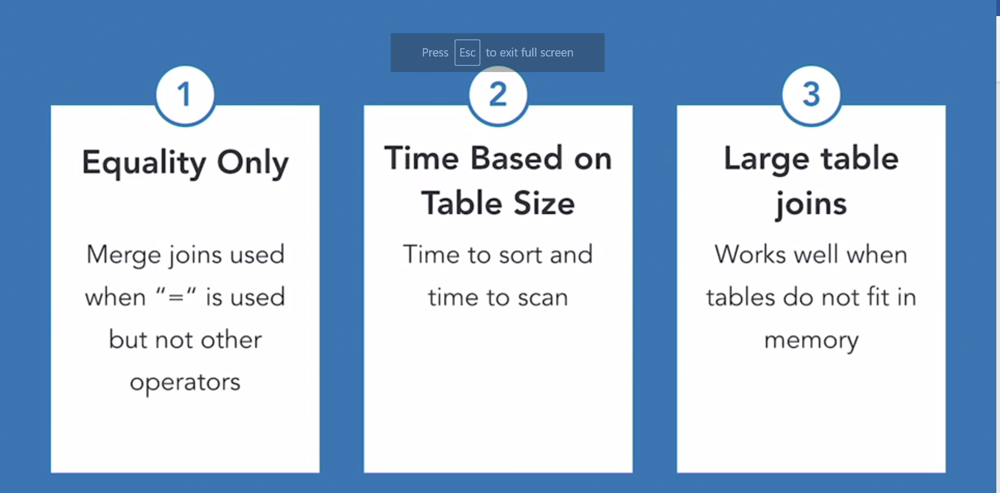 Press Esc to exit full screen
1
Equality Only
Merge joins used
when “=“ is used
but not other
operators
2
Time Based on
Table Size
Time to sort and
time to scan
3
Large table
joins
Works well when
tables do not fit in
memory